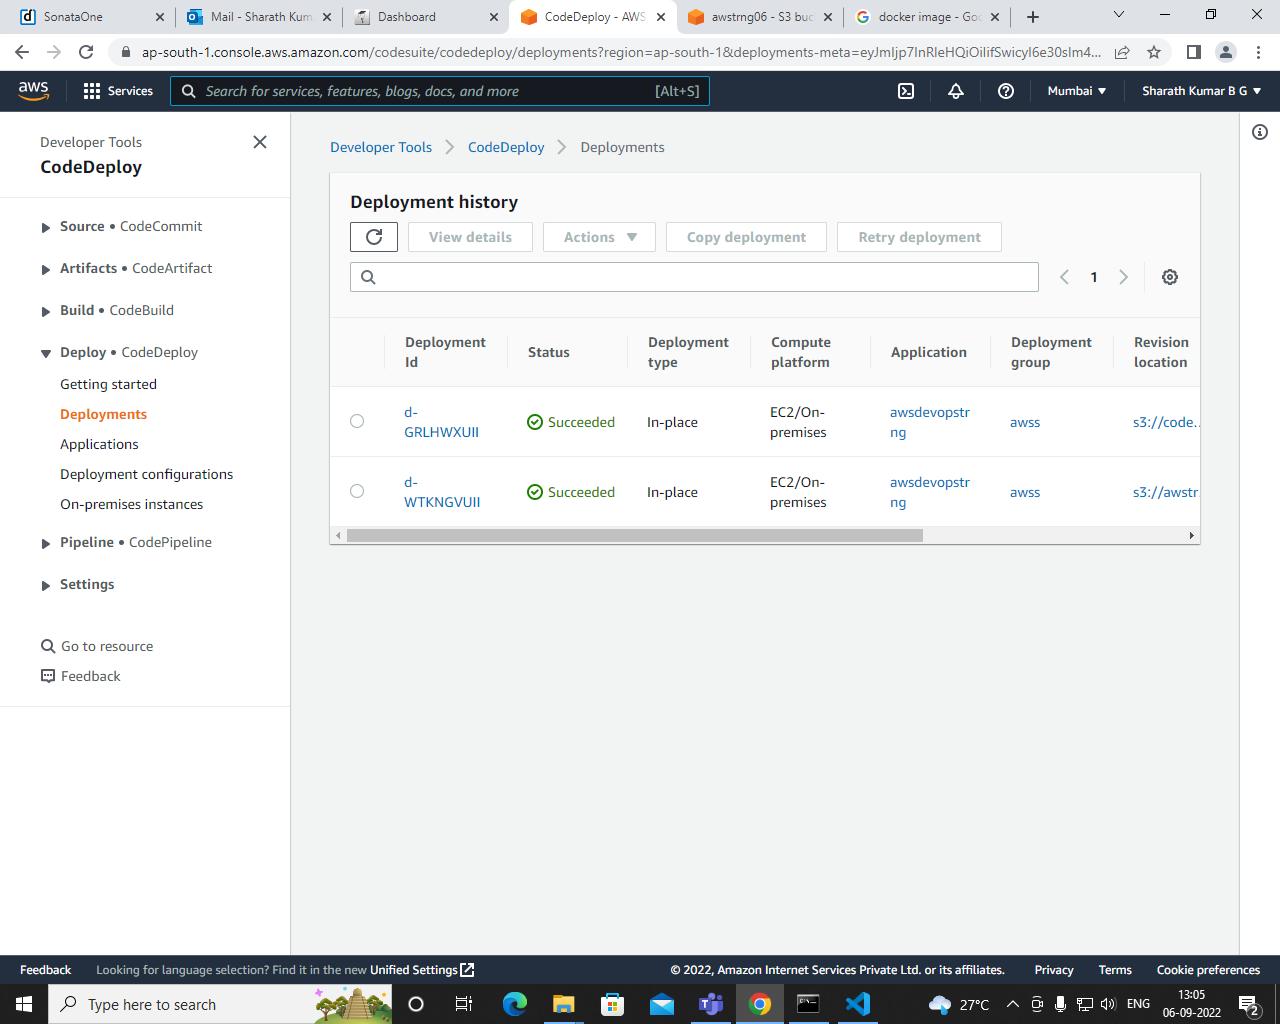 SonataOne
Mail - Sharath Kum
Dashboard
CodeDeploy - AWS
awstrng06 - S3 buc
docker image - Goo
ap-south-1.console.aws.amazon.com/codesuite/codedeploy/deployments?region=ap-south-1&deployments-meta=eyJmIjp7InRleHQiOiIifSwicyI6e30sIm4...
aws
Services
Search for services, features, blogs, docs, and more
[Alt+S]
Mumbai
Sharath Kumar B G
Developer Tools
CodeDeploy
Source • CodeCommit
Artifacts • CodeArtifact
Build • CodeBuild
Deploy • CodeDeploy
Getting started
Deployments
Applications
Deployment configurations
On-premises instances
Pipeline • CodePipeline
Settings
Go to resource
Feedback
Developer Tools
CodeDeploy
Deployments
Deployment history
View details
Actions
Copy deployment
Retry deployment
1
Deployment
Id
Status
Deployment
type
Compute
platform
Application
Deployment
group
Revision
location
d-
GRLHWXUII
Succeeded
In-place
EC2/On-
premises
awsdevopstr
ng
awss
s3://code..
d-
WTKNGVUII
Succeeded
In-place
EC2/On-
premises
awsdevopstr
ng
awss
s3://awstr.
Feedback
Looking for language selection? Find it in the new Unified Settings
© 2022, Amazon Internet Services Private Ltd. or its affiliates.
Privacy
Terms
Cookie preferences
Type here to search
27°C
ENG
13:05
06-09-2022
2